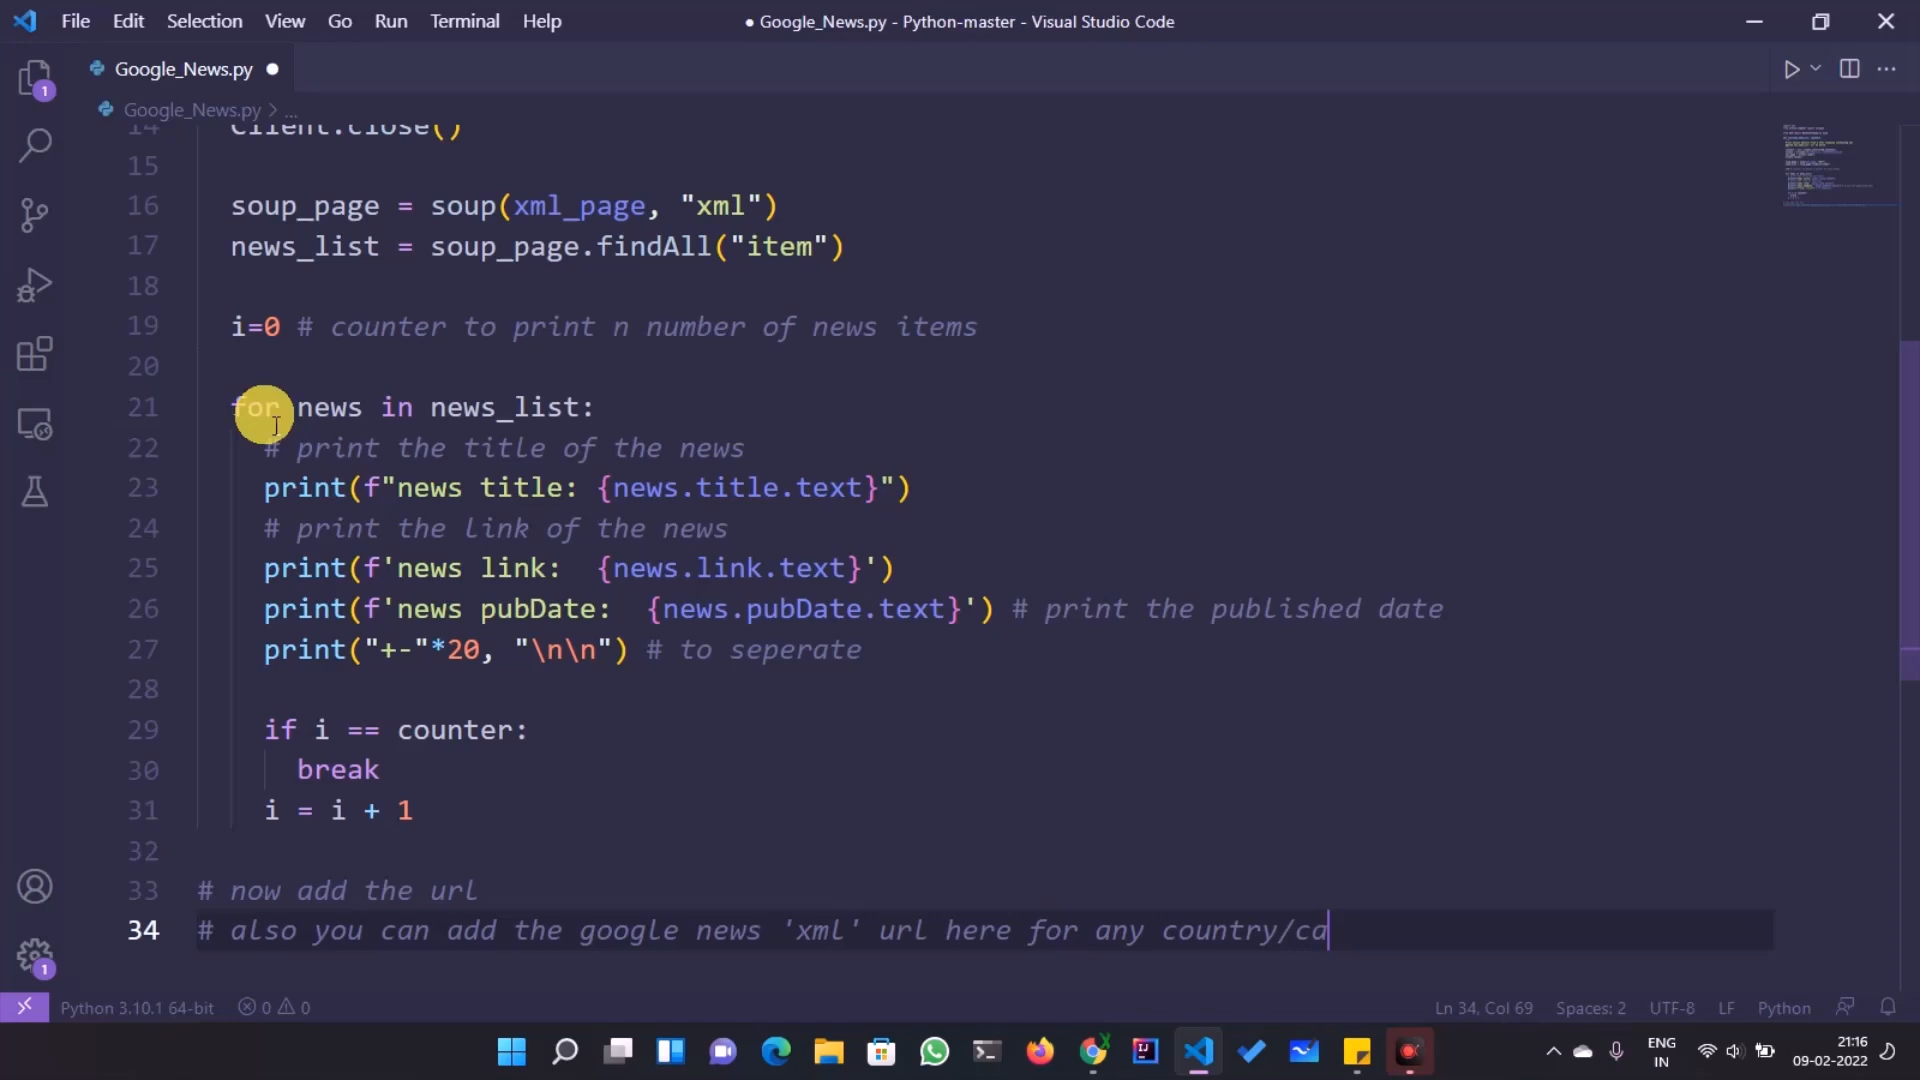 File Edit Selection View Go Run Terminal Help
● Google_News.py - Python-master - Visual Studio Code
Google_News.py ●
Google_News.py > ...
1
14 Client.close()
15
16 soup_page = soup(xml_page, "xml")
17 news_list = soup_page.findAll("item")
18
19 i=0 # counter to print n number of news items
20
21 for news in news_list:
22 # print the title of the news
23 print(f"news title: {news.title.text}")
24 # print the link of the news
25 print(f'news link:  {news.link.text}')
26 print(f'news pubDate:  {news.pubDate.text}') # print the published date
27 print("+-"*20, "\n\n") # to seperate
28
29 if i == counter:
30 break
31 i = i + 1
32
33 # now add the url
34 # also you can add the google news 'xml' url here for any country/ca
1
Python 3.10.1 64-bit 0 0 Ln 34, Col 69 Spaces: 2 UTF-8 LF Python
ENG
IN
21:16
09-02-2022